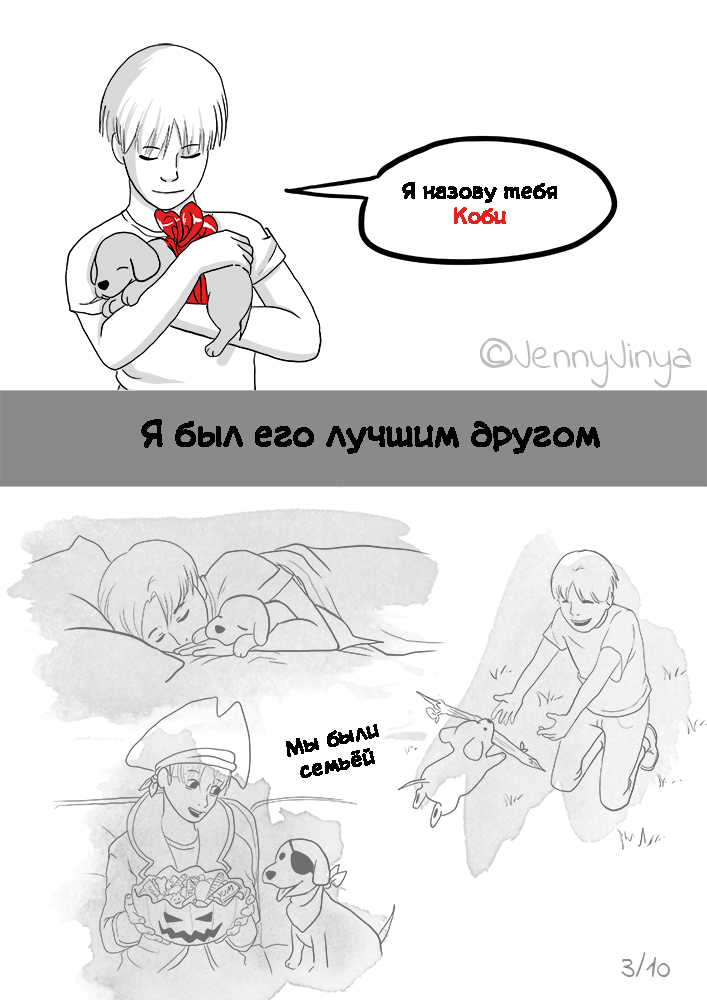 Я назову тебя
Коби
©JennyJinya
Я был его лучшим другом
Мы были
семьёй
3/10